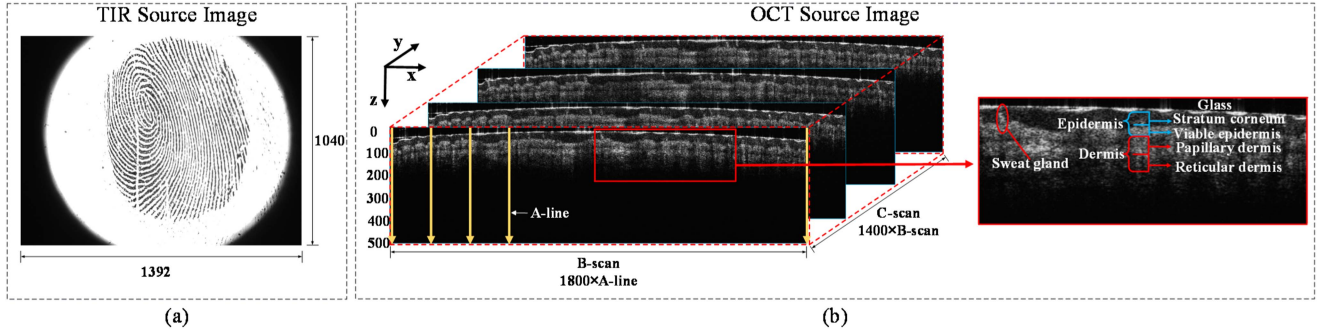 TIR Source Image
1040
1392
(a)
OCT Source Image
y
x
z
0
100
200
300
400
500
A-line
B-scan
1800×A-line
C-scan
1400×B-scan
Glass
Epidermis
Stratum corneum
Viable epidermis
Dermis
Papillary dermis
Sweat gland
Reticular dermis
(b)